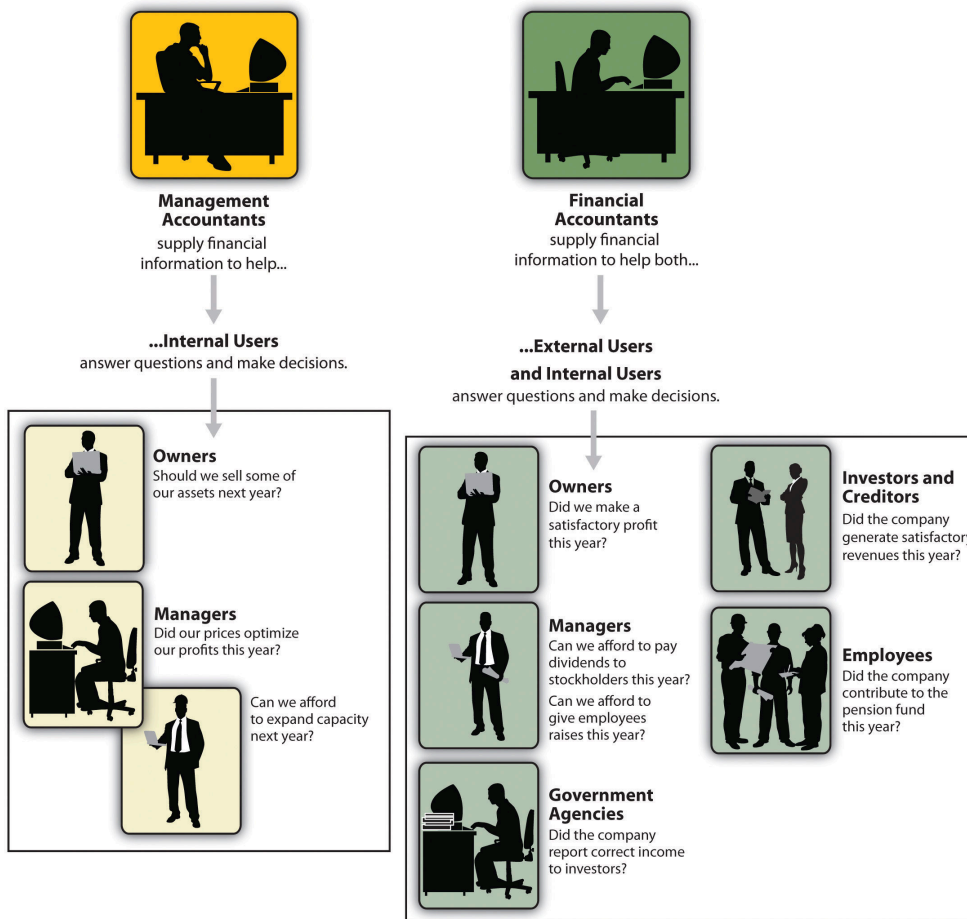 Management
Accountants
supply financial
information to help...
...Internal Users
answer questions and make decisions.
Owners
Should we sell some of
our assets next year?
Managers
Did our prices optimize
our profits this year?
Can we afford
to expand capacity
next year?
Financial
Accountants
supply financial
information to help both...
...External Users
and Internal Users
answer questions and make decisions.
Owners
Did we make a
satisfactory profit
this year?
Managers
Can we afford to pay
dividends to
stockholders this year?
Can we afford to
give employees
raises this year?
Government
Agencies
Did the company
report correct income
to investors?
Investors and
Creditors
Did the company
generate satisfactory
revenues this year?
Employees
Did the company
contribute to the
pension fund
this year?